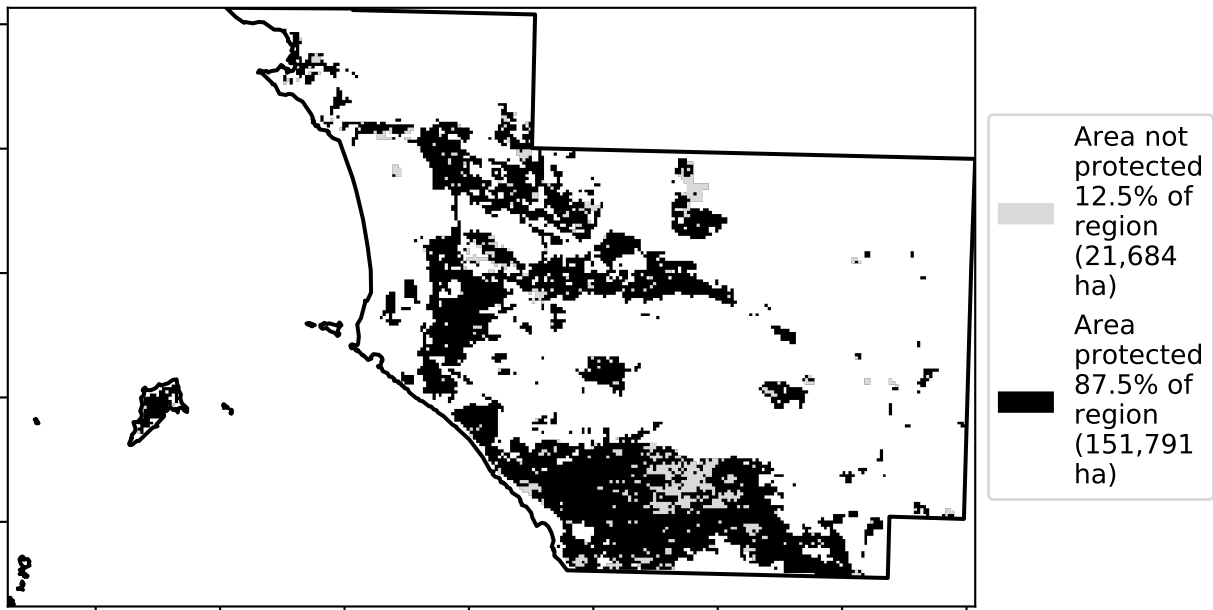 Area not
protected
12.5% of
region
(21,684
ha)
Area
protected
87.5% of
region
(151,791
ha)